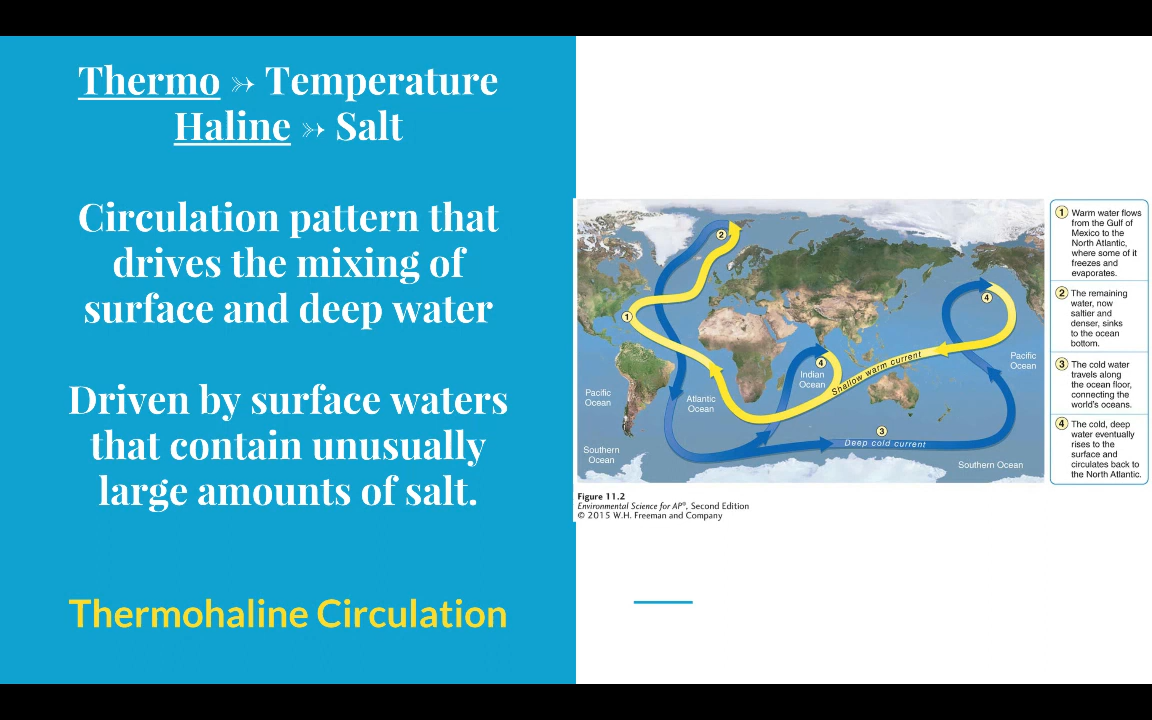 Thermo ➳ Temperature
Haline ➳ Salt
Circulation pattern that
drives the mixing of
surface and deep water
Driven by surface waters
that contain unusually
large amounts of salt.
Thermohaline Circulation
2
1
4
4
3
Shallow warm current
Deep cold current
Indian
Ocean
Pacific
Ocean
Pacific
Ocean
Atlantic
Ocean
Southern
Ocean
Southern Ocean
1 Warm water flows
from the Gulf of
Mexico to the
North Atlantic,
where some of it
freezes and
evaporates.
2 The remaining
water, now
saltier and
denser, sinks
to the ocean
bottom.
3 The cold water
travels along
the ocean floor,
connecting the
world's oceans.
4 The cold, deep
water eventually
rises to the
surface and
circulates back to
the North Atlantic.
Figure 11.2
Environmental Science for AP®, Second Edition
© 2015 W.H. Freeman and Company